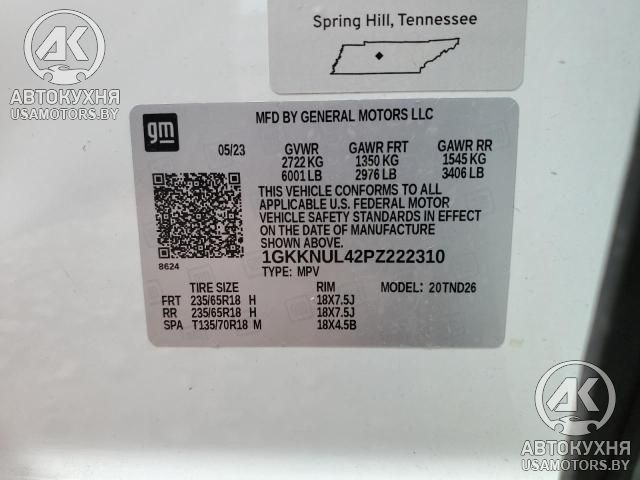 Spring Hill, Tennessee
АК
АВТОКУХНЯ
USAMOTORS.BY
gm
MFD BY GENERAL MOTORS LLC
05/23 GVWR GAWR FRT GAWR RR
2722 KG 1350 KG 1545 KG
6001 LB 2976 LB 3406 LB
THIS VEHICLE CONFORMS TO ALL
APPLICABLE U.S. FEDERAL MOTOR
VEHICLE SAFETY STANDARDS IN EFFECT
ON THE DATE OF MANUFACTURE
SHOWN ABOVE.
8624
1GKKNUL42PZ222310
TYPE: MPV
TIRE SIZE RIM MODEL: 20TND26
FRT 235/65R18 H 18X7.5J
RR 235/65R18 H 18X7.5J
SPA T135/70R18 M 18X4.5B
АК
АВТОКУХНЯ
USAMOTORS.BY